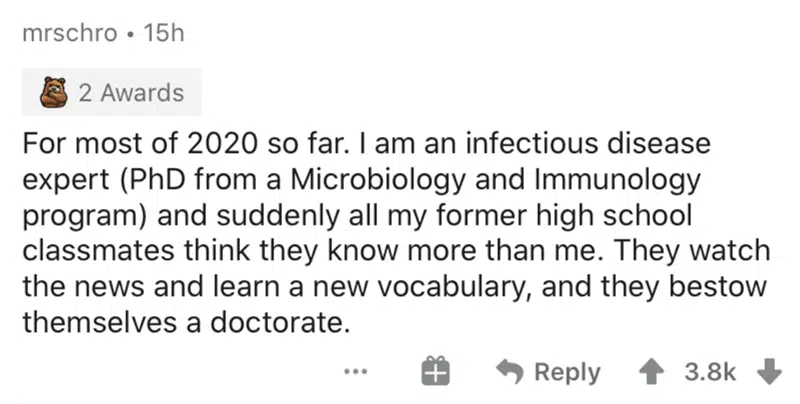 mrschro • 15h
2 Awards
For most of 2020 so far. I am an infectious disease
expert (PhD from a Microbiology and Immunology
program) and suddenly all my former high school
classmates think they know more than me. They watch
the news and learn a new vocabulary, and they bestow
themselves a doctorate.
... Reply 3.8k